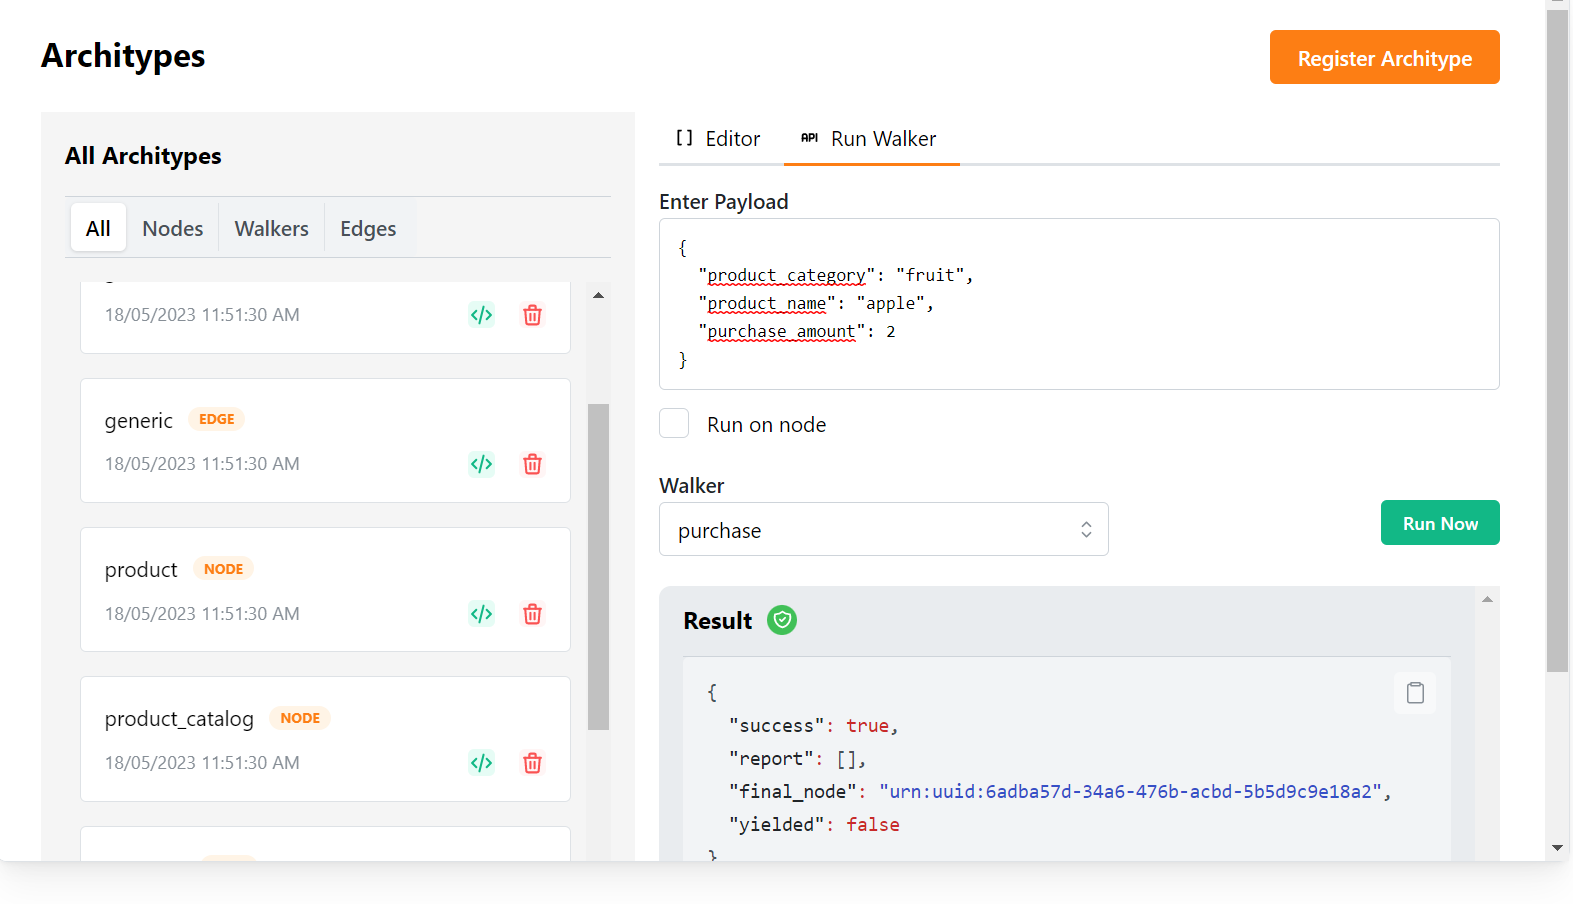 Architypes
Register Architype
All Architypes
All
Nodes
Walkers
Edges
18/05/2023 11:51:30 AM
generic EDGE
18/05/2023 11:51:30 AM
product NODE
18/05/2023 11:51:30 AM
product_catalog NODE
18/05/2023 11:51:30 AM
[] Editor
API Run Walker
Enter Payload
{
"product_category": "fruit",
"product_name": "apple",
"purchase_amount": 2
}
Run on node
Walker
purchase
Run Now
Result
{
"success": true,
"report": [],
"final_node": "urn:uuid:6adba57d-34a6-476b-acbd-5b5d9c9e18a2",
"yielded": false
}